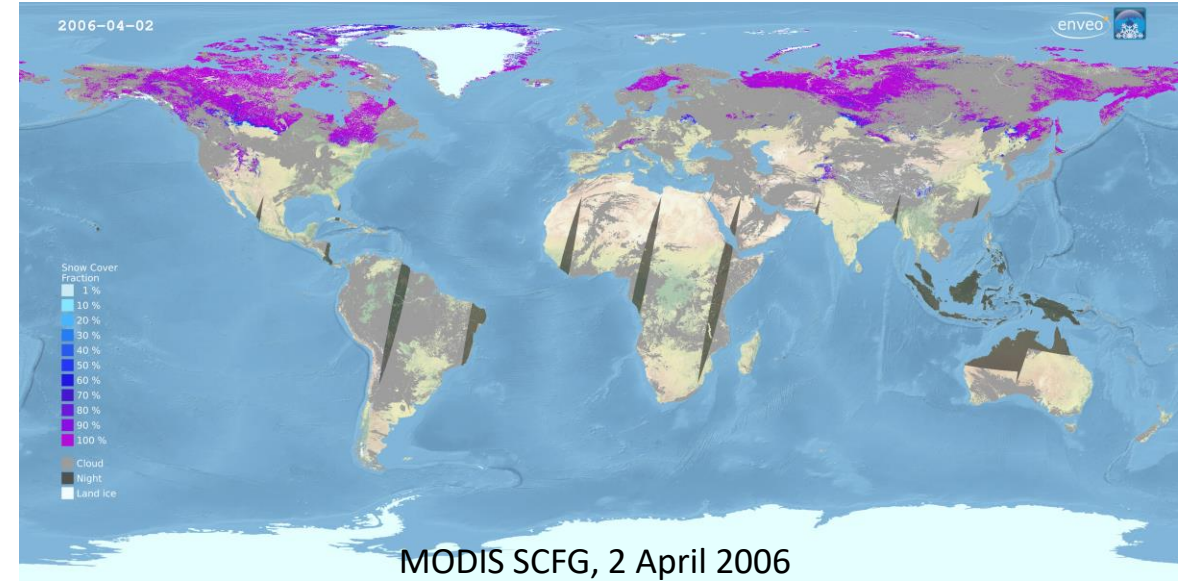 2006-04-02
enveo
Snow Cover
Fraction
1 %
10 %
20 %
30 %
40 %
50 %
60 %
70 %
80 %
90 %
100 %
Cloud
Night
Land ice
MODIS SCFG, 2 April 2006